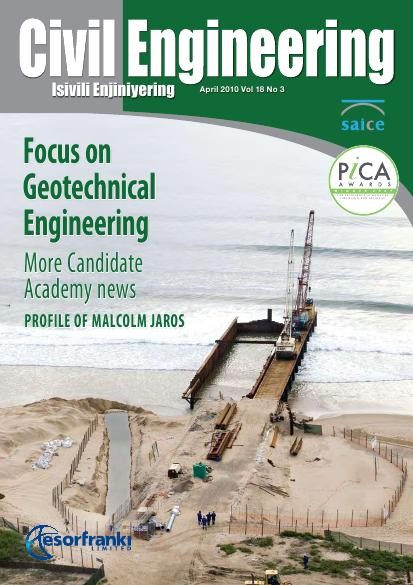 Civil Engineering
Isivili Enjiniyering
April 2010 Vol 18 No 3
saice
PiCA
AWARDS
Focus on
Geotechnical
Engineering
More Candidate
Academy news
PROFILE OF MALCOLM JAROS
esorfranki
LIMITED